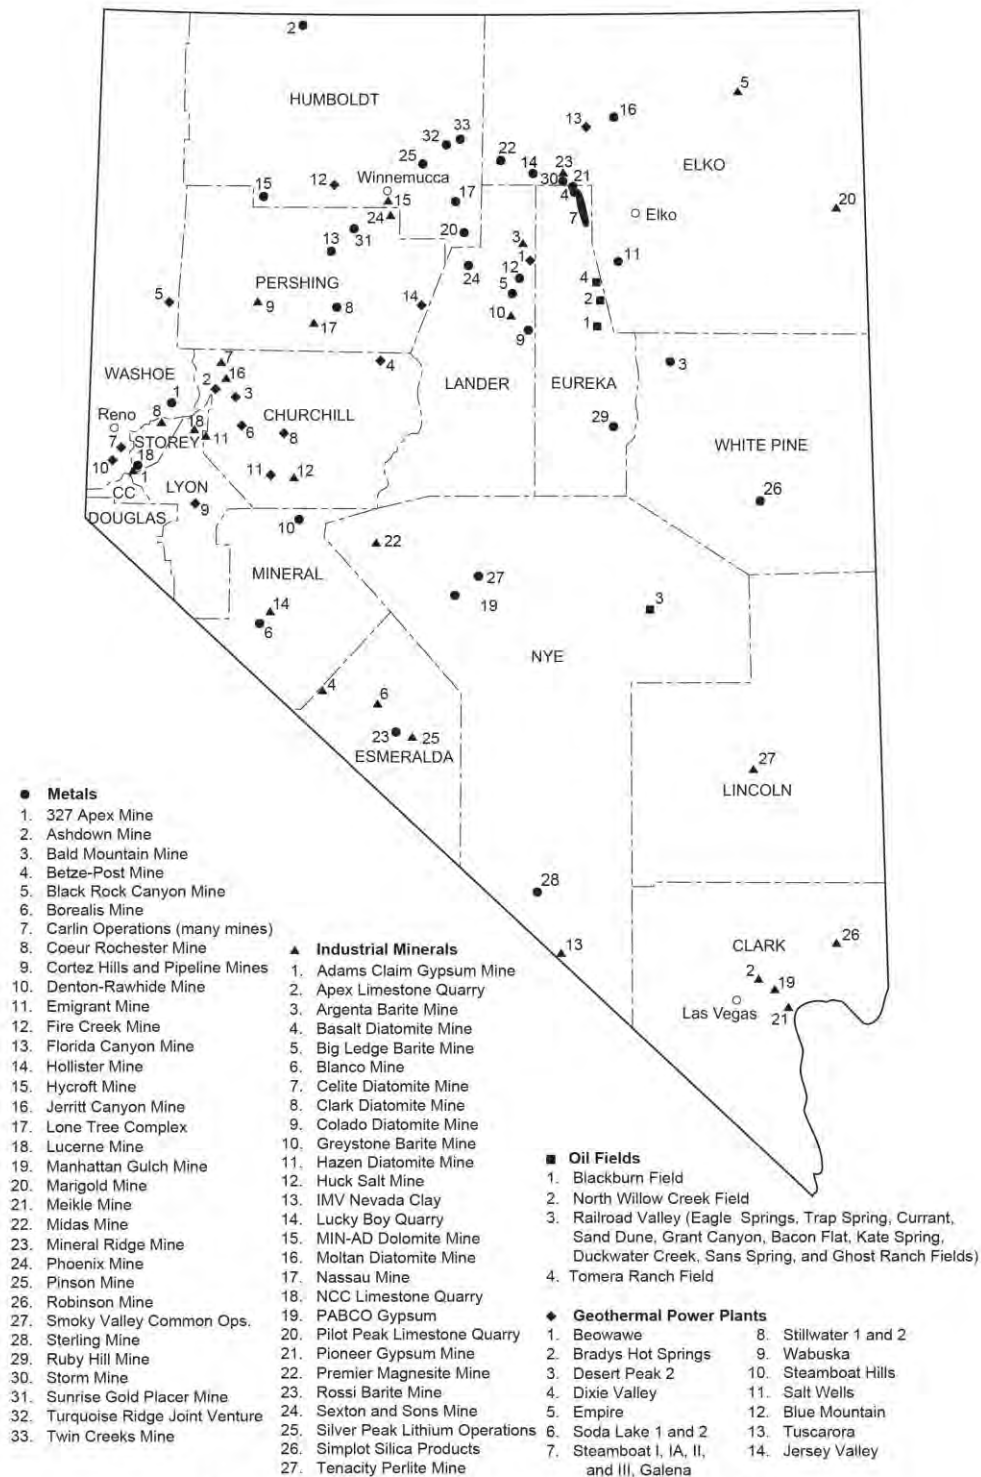 2
HUMBOLDT
5
13
16
33
32
25
22
14
23
30
21
4
7
ELKO
15
12
Winnemucca
15
17
20
Elko
24
31
13
20
3
1
11
PERSHING
24
12
4
5
9
8
14
5
2
17
10
9
1
7
4
3
WASHOE
16
2
LANDER
EUREKA
1
3
CHURCHILL
Reno
8
18
6
8
29
STOREY
11
WHITE PINE
7
18
10
1
11
12
26
CC
LYON
9
DOUGLAS
10
22
MINERAL
27
14
19
3
6
NYE
4
6
23
25
ESMERALDA
27
LINCOLN
28
13
CLARK
26
2
19
Las Vegas
21
Metals
1. 327 Apex Mine
2. Ashdown Mine
3. Bald Mountain Mine
4. Betze-Post Mine
5. Black Rock Canyon Mine
6. Borealis Mine
7. Carlin Operations (many mines)
8. Coeur Rochester Mine
9. Cortez Hills and Pipeline Mines
10. Denton-Rawhide Mine
11. Emigrant Mine
12. Fire Creek Mine
13. Florida Canyon Mine
14. Hollister Mine
15. Hycroft Mine
16. Jerritt Canyon Mine
17. Lone Tree Complex
18. Lucerne Mine
19. Manhattan Gulch Mine
20. Marigold Mine
21. Meikle Mine
22. Midas Mine
23. Mineral Ridge Mine
24. Phoenix Mine
25. Pinson Mine
26. Robinson Mine
27. Smoky Valley Common Ops.
28. Sterling Mine
29. Ruby Hill Mine
30. Storm Mine
31. Sunrise Gold Placer Mine
32. Turquoise Ridge Joint Venture
33. Twin Creeks Mine
Industrial Minerals
1. Adams Claim Gypsum Mine
2. Apex Limestone Quarry
3. Argenta Barite Mine
4. Basalt Diatomite Mine
5. Big Ledge Barite Mine
6. Blanco Mine
7. Celite Diatomite Mine
8. Clark Diatomite Mine
9. Colado Diatomite Mine
10. Greystone Barite Mine
11. Hazen Diatomite Mine
12. Huck Salt Mine
13. IMV Nevada Clay
14. Lucky Boy Quarry
15. MIN-AD Dolomite Mine
16. Moltan Diatomite Mine
17. Nassau Mine
18. NCC Limestone Quarry
19. PABCO Gypsum
20. Pilot Peak Limestone Quarry
21. Pioneer Gypsum Mine
22. Premier Magnesite Mine
23. Rossi Barite Mine
24. Sexton and Sons Mine
25. Silver Peak Lithium Operations
26. Simplot Silica Products
27. Tenacity Perlite Mine
Oil Fields
1. Blackburn Field
2. North Willow Creek Field
3. Railroad Valley (Eagle Springs, Trap Spring, Currant,
Sand Dune, Grant Canyon, Bacon Flat, Kate Spring,
Duckwater Creek, Sans Spring, and Ghost Ranch Fields)
4. Tomera Ranch Field
Geothermal Power Plants
1. Beowawe
2. Bradys Hot Springs
3. Desert Peak 2
4. Dixie Valley
5. Empire
6. Soda Lake 1 and 2
7. Steamboat I, IA, II,
and III, Galena
8. Stillwater 1 and 2
9. Wabuska
10. Steamboat Hills
11. Salt Wells
12. Blue Mountain
13. Tuscarora
14. Jersey Valley